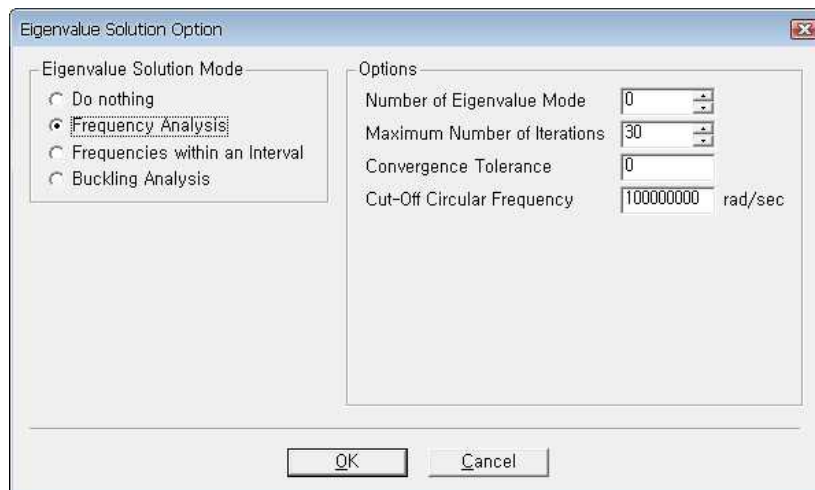 Eigenvalue Solution Option
Eigenvalue Solution Mode
Do nothing
Frequency Analysis
Frequencies within an Interval
Buckling Analysis
Options
Number of Eigenvalue Mode 0
Maximum Number of Iterations 30
Convergence Tolerance 0
Cut-Off Circular Frequency 100000000 rad/sec
OK Cancel